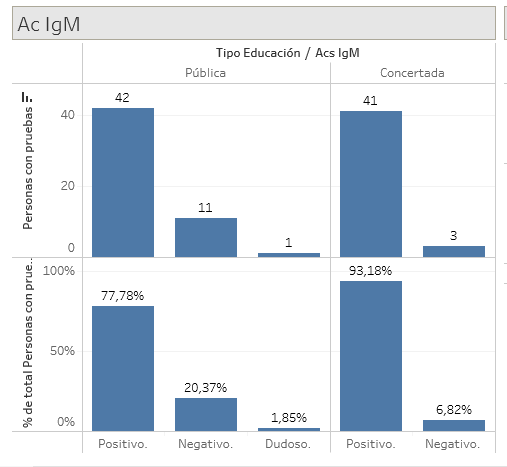 Ac IgM
Tipo Educación / Acs IgM
Pública
Concertada
Personas con pruebas
40
20
0
42
11
1
41
3
% de total Personas con prue..
100%
50%
0%
77,78%
20,37%
1,85%
93,18%
6,82%
Positivo.
Negativo.
Dudoso.
Positivo.
Negativo.